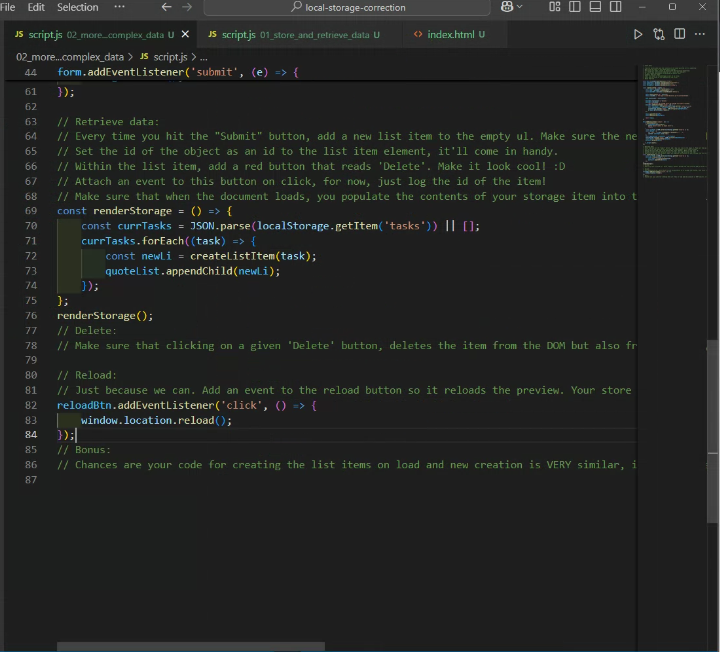 File Edit Selection ··· local-storage-correction
JS script.js 02_more...complex_data U JS script.js 01_store_and_retrieve_data U <> index.html U
02_more...complex_data > JS script.js > ...
44 form.addEventListener('submit', (e) => {
61 });
62
63 // Retrieve data:
64 // Every time you hit the "Submit" button, add a new list item to the empty ul. Make sure the ne
65 // Set the id of the object as an id to the list item element, it'll come in handy.
66 // Within the list item, add a red button that reads 'Delete'. Make it look cool! :D
67 // Attach an event to this button on click, for now, just log the id of the item!
68 // Make sure that when the document loads, you populate the contents of your storage item into t
69 const renderStorage = () => {
70 const currTasks = JSON.parse(localStorage.getItem('tasks')) || [];
71 currTasks.forEach((task) => {
72 const newLi = createListItem(task);
73 quoteList.appendChild(newLi);
74 });
75 };
76 renderStorage();
77 // Delete:
78 // Make sure that clicking on a given 'Delete' button, deletes the item from the DOM but also fr
79
80 // Reload:
81 // Just because we can. Add an event to the reload button so it reloads the preview. Your store
82 reloadBtn.addEventListener('click', () => {
83 window.location.reload();
84 });
85 // Bonus:
86 // Chances are your code for creating the list items on load and new creation is VERY similar, i
87